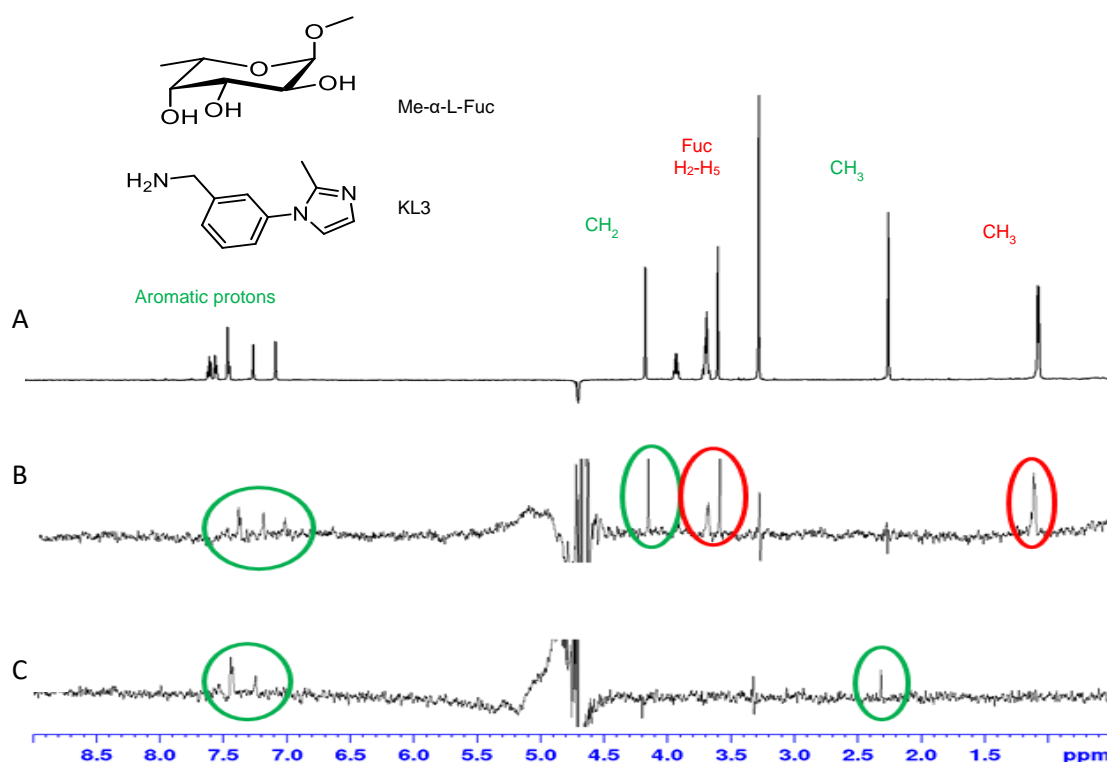 O
O
OH
OH
OH
Me-α-L-Fuc
H₂N
N
N
KL3
Fuc
H₂-H₅
CH₃
CH₂
CH₃
Aromatic protons
A
B
C
8.5 7.5 7.0 6.5 6.0 5.5 5.0 4.5 4.0 3.5 3.0 2.5 2.0 1.5 ppm